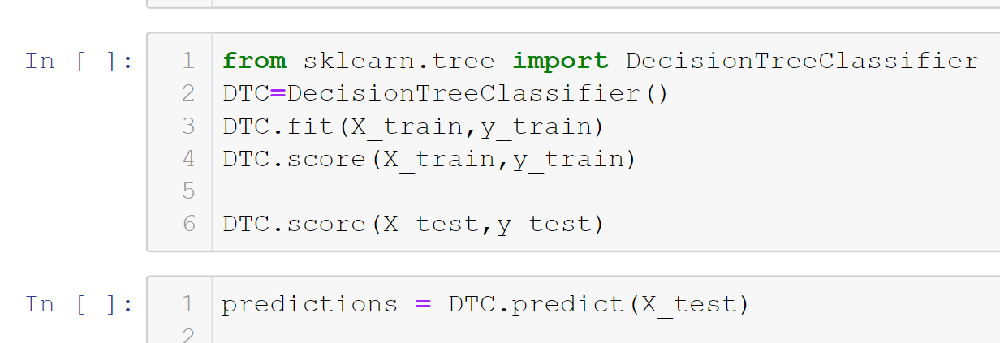 In [ ]:
1 from sklearn.tree import DecisionTreeClassifier
2 DTC=DecisionTreeClassifier()
3 DTC.fit(X_train,y_train)
4 DTC.score(X_train,y_train)
5
6 DTC.score(X_test,y_test)
In [ ]:
1 predictions = DTC.predict(X_test)
2